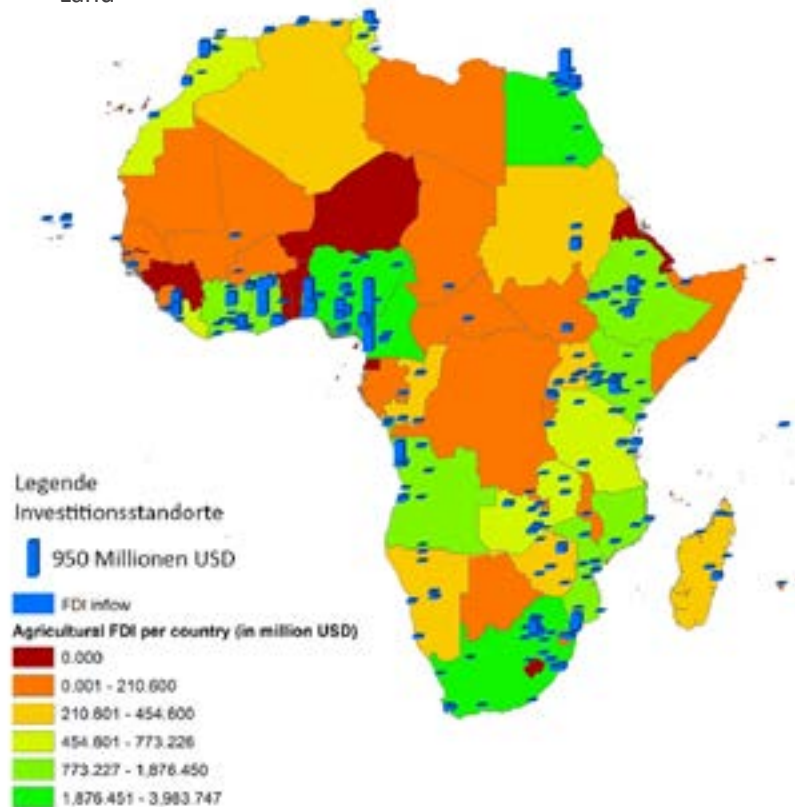 Land
Legende
Investitionsstandorte
950 Millionen USD
FDI inflow
Agricultural FDI per country (in million USD)
0.000
0.001 - 210.600
210.601 - 454.600
454.601 - 773.226
773.227 - 1,876.450
1,876.451 - 3,983.747